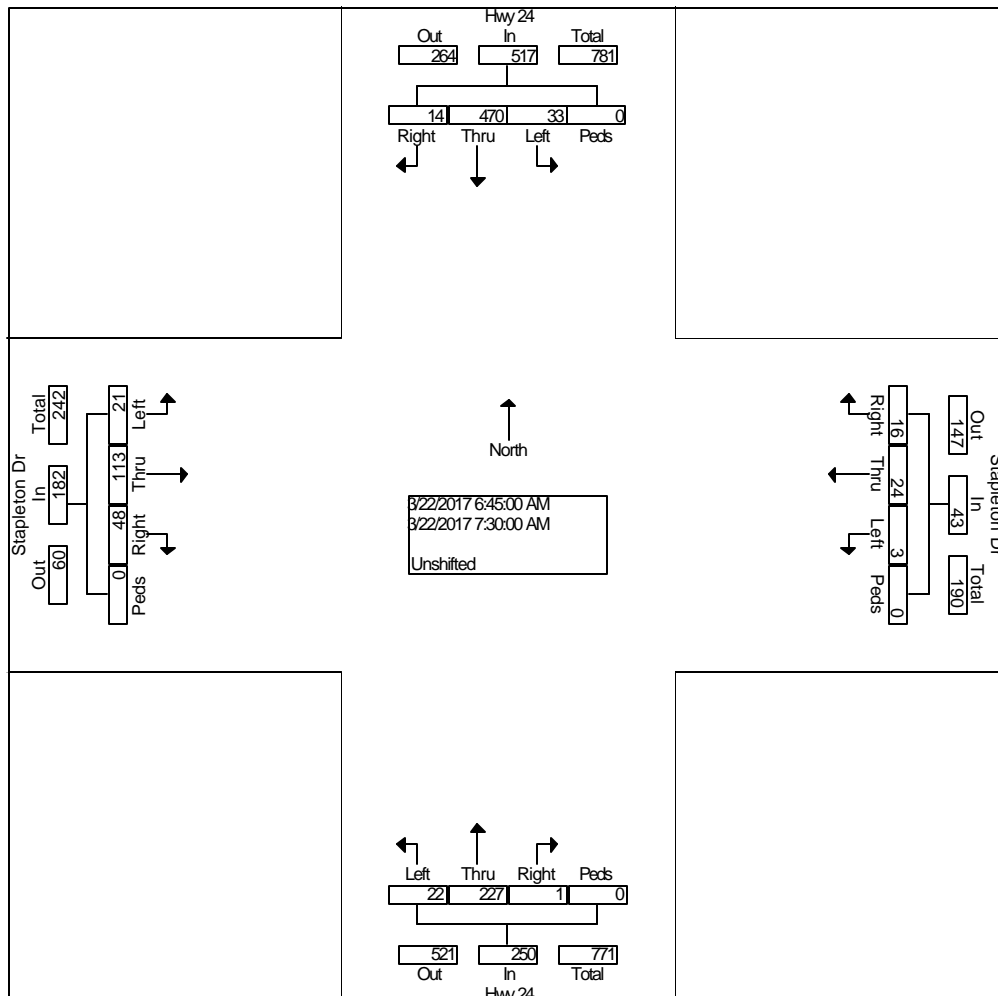 Hwy 24
Out In Total
264 517 781
14 470 33 0
Right Thru Left Peds
Stapleton Dr
Total In Out
242 182 60
21 113 48 0
Left Thru Right Peds
North
3/22/2017 6:45:00 AM
3/22/2017 7:30:00 AM
Unshifted
Right Thru Left Peds
16 24 3 0
Out In Total
147 43 190
Stapleton Dr
Left Thru Right Peds
22 227 1 0
521 250 771
Out In Total
Hwy 24